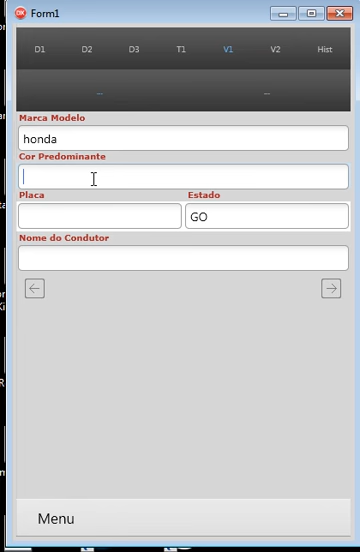 Form1
D1 D2 D3 T1 V1 V2 Hist
Marca Modelo
honda
Cor Predominante
Placa Estado
GO
Nome do Condutor
Menu